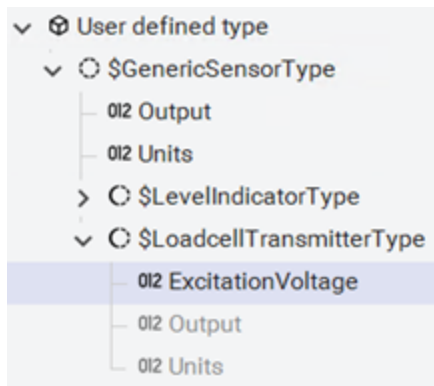 User defined type
$GenericSensorType
012 Output
012 Units
$LevelIndicatorType
$LoadcellTransmitterType
012 ExcitationVoltage
012 Output
012 Units